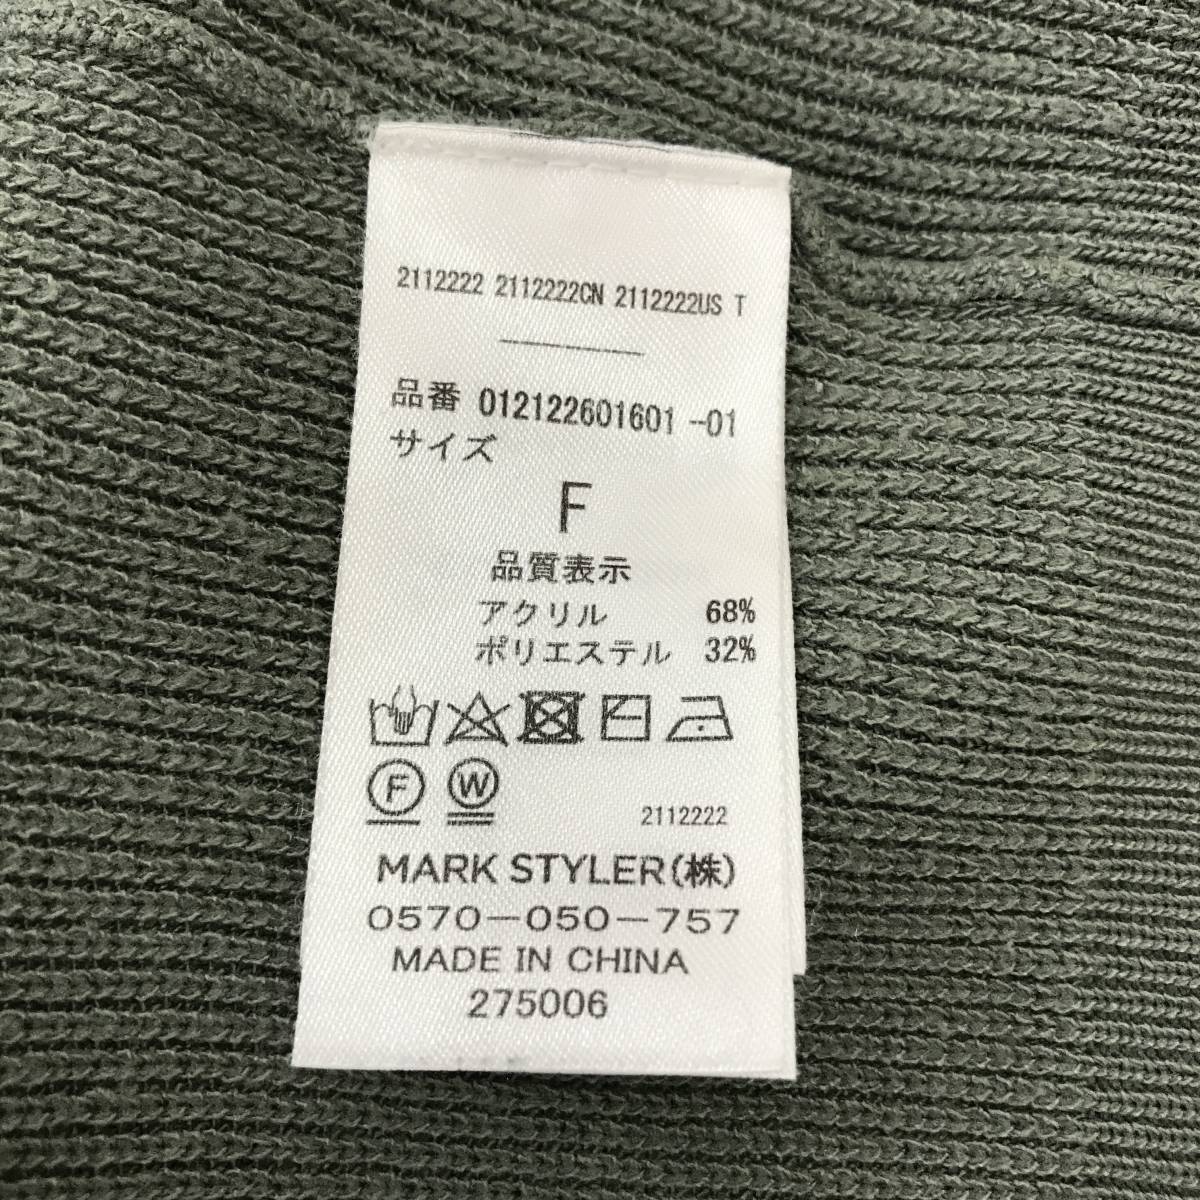 2112222 2112222CN 2112222US T
品番 012122601601 -01
サイズ
F
品質表示
アクリル 68%
ポリエステル 32%
F W
2112222
MARK STYLER(株)
0570-050-757
MADE IN CHINA
275006